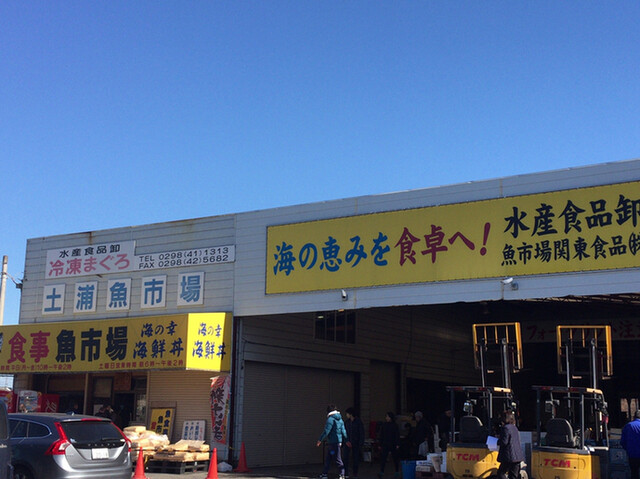 水産食品卸
冷凍まぐろ
TEL 0298(41)1313
FAX 0298(42)5682
土浦魚市場
食事 魚市場
海の幸
海鮮丼
海の幸
海鮮丼
海の恵みを食卓へ!
水産食品卸
魚市場関東食品㈱
TCM
TCM